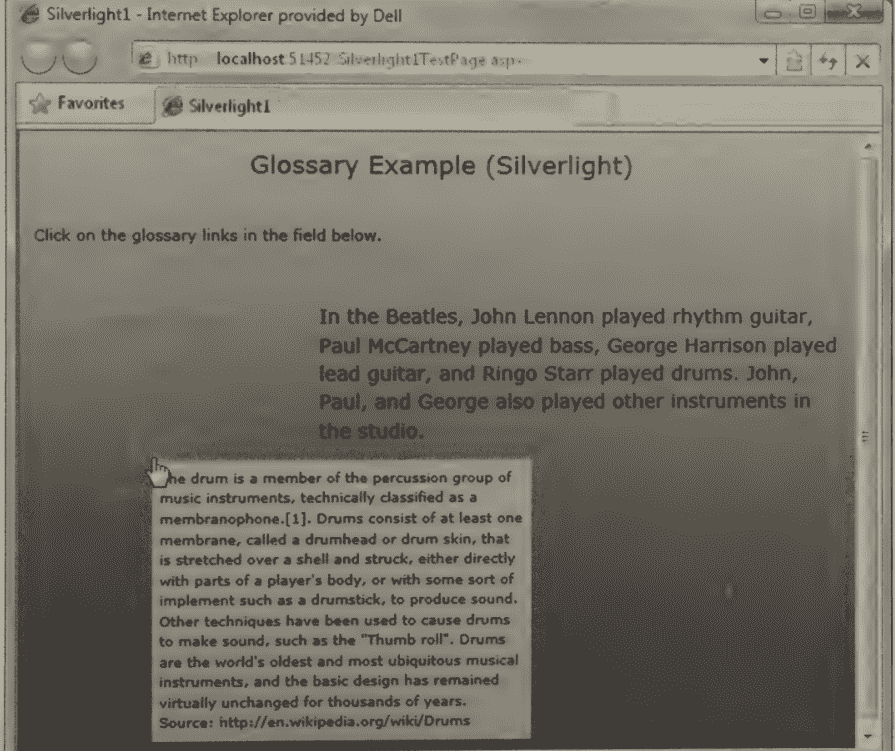 Silverlight1 - Internet Explorer provided by Dell
http localhost:51452 Silverlight1TestPage.aspx
Favorites
Silverlight1
Glossary Example (Silverlight)
Click on the glossary links in the field below.
In the Beatles, John Lennon played rhythm guitar,
Paul McCartney played bass, George Harrison played
lead guitar, and Ringo Starr played drums. John,
Paul, and George also played other instruments in
the studio.
he drum is a member of the percussion group of
music instruments, technically classified as a
membranophone.[1]. Drums consist of at least one
membrane, called a drumhead or drum skin, that
is stretched over a shell and struck, either directly
with parts of a player's body, or with some sort of
implement such as a drumstick, to produce sound.
Other techniques have been used to cause drums
to make sound, such as the "Thumb roll". Drums
are the world's oldest and most ubiquitous musical
instruments, and the basic design has remained
virtually unchanged for thousands of years.
Source: http://en.wikipedia.org/wiki/Drums